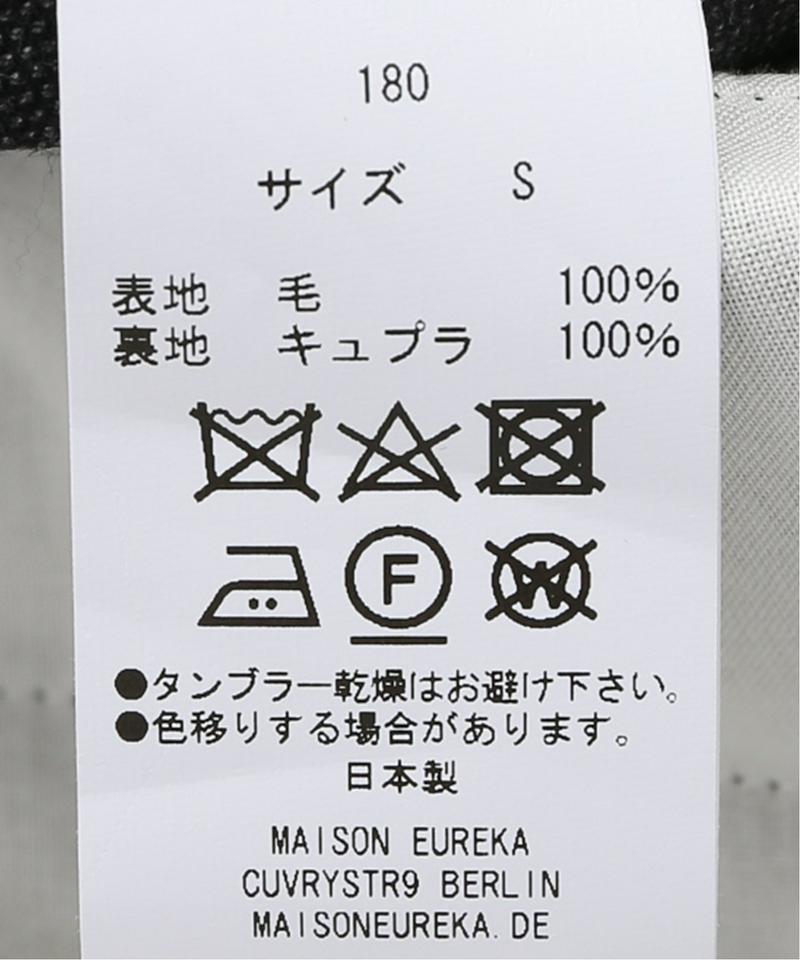 180
サイズ S
表地 毛 100%
裏地 キュプラ 100%
F W
●タンブラー乾燥はお避け下さい。
●色移りする場合があります。
日本製
MAISON EUREKA
CUVRYSTR9 BERLIN
MAISONEUREKA.DE